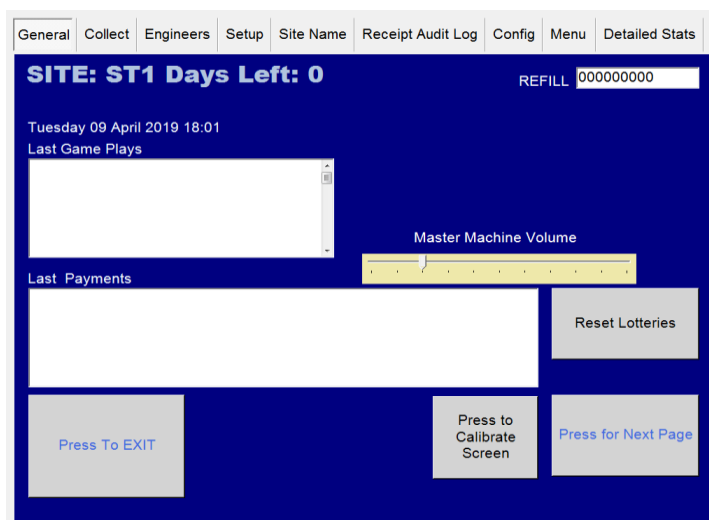 General Collect Engineers Setup Site Name Receipt Audit Log Config Menu Detailed Stats
SITE: ST1 Days Left: 0
REFILL 000000000
Tuesday 09 April 2019 18:01
Last Game Plays
Master Machine Volume
Last Payments
Reset Lotteries
Press To EXIT
Press to
Calibrate
Screen
Press for Next Page